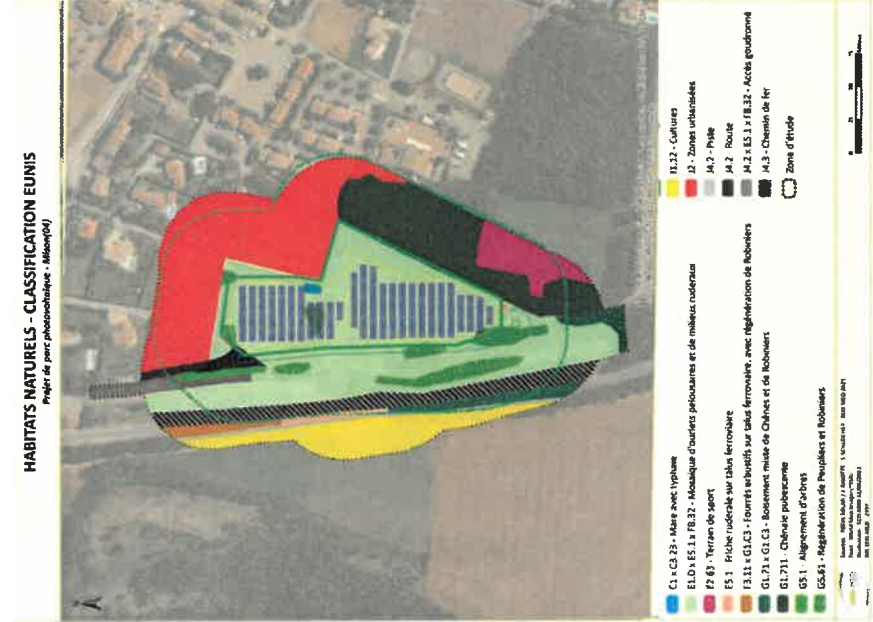 HABITATS NATURELS - CLASSIFICATION EUNIS
Projet de parc photovoltaïque - Mison(04)
C1 x C3.23 - Mare avec typhaie
E1.D x E5.1 x FB.32 - Mosaïque d'ourlets pelousaires et de milieux ruderaux
E2.63 - Terrain de sport
E5.1 Friche ruderale sur talus ferroviaire
F3.11 x G1.C3 - Fourrés arbustifs sur talus ferroviaire, avec régénération de Robiniers
G1.71 x G1.C3 - Boisement mixte de Chênes et de Robiniers
G1.711 - Chênaie pubescente
G5.1 - Alignement d'arbres
G5.61 - Régénération de Peupliers et Robiniers
I1.12 - Cultures
J2 - Zones urbanisées
J4.2 - Piste
J4.2 Route
J4.2 x E5.1 x FB.32 - Accès goudronné
J4.3 - Chemin de fer
Zone d'étude